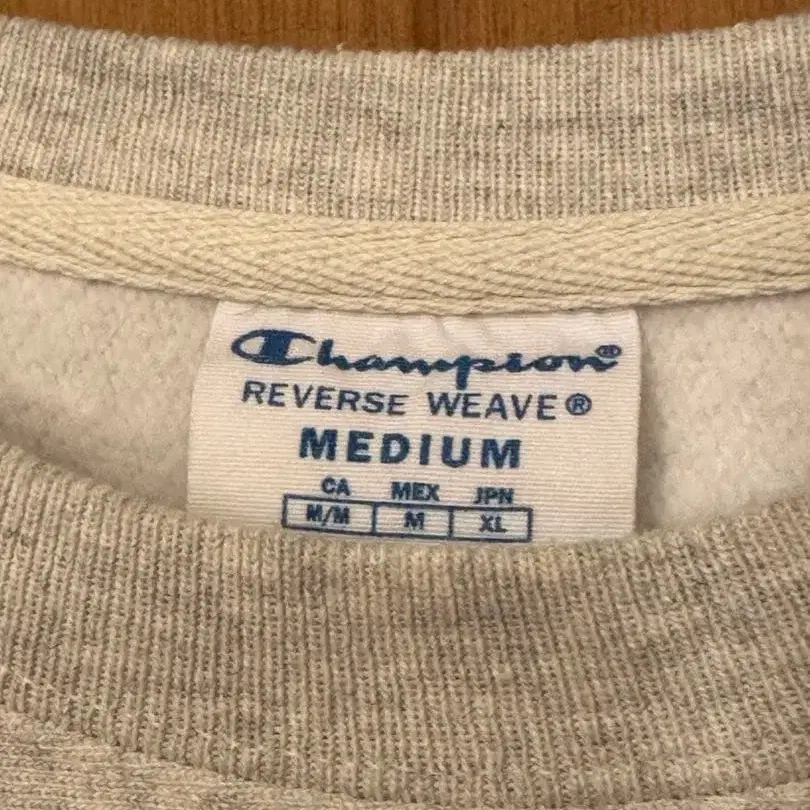 Champion®
REVERSE WEAVE®
MEDIUM
CA MEX JPN
M/M M XL